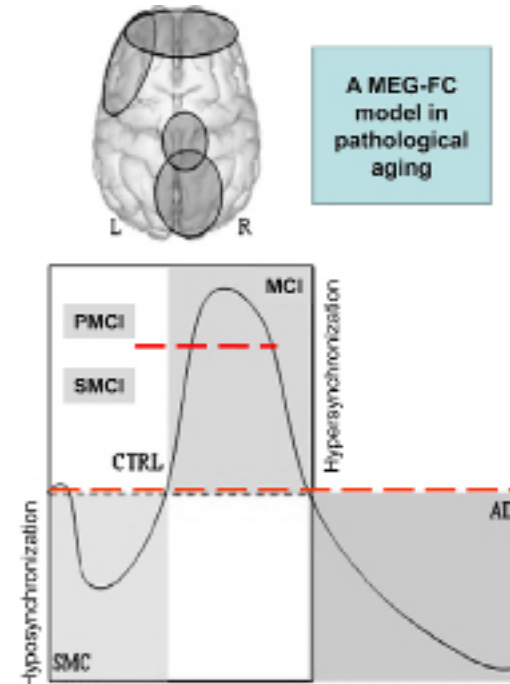 A MEG-FC
model in
pathological
aging
L
R
MCI
PMCI
SMCI
CTRL
Hypersynchronization
AD
Hyposynchronization
SMC